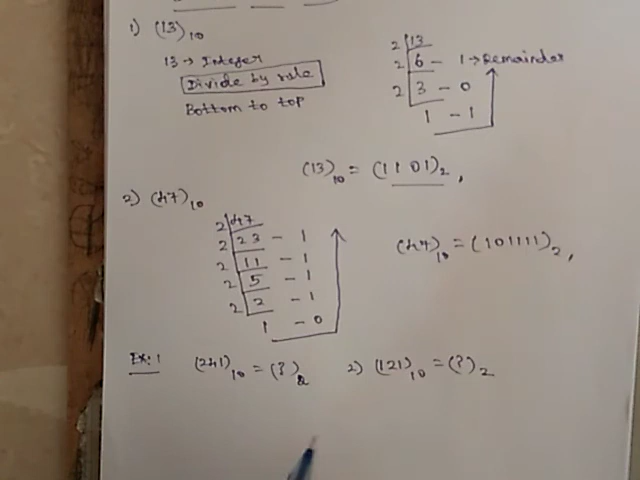 1) (13)10
13 → Integer
Divide by rule
Bottom to top
2 | 13
2 | 6 - 1 → Remainder
2 | 3 - 0
1 - 1
(13)10 = (1101)2,
2) (47)10
2 | 47
2 | 23 - 1
2 | 11 - 1
2 | 5 - 1
2 | 2 - 1
1 - 0
(47)10 = (101111)2,
Ex: 1 (241)10 = (?)2 2) (121)10 = (?)2